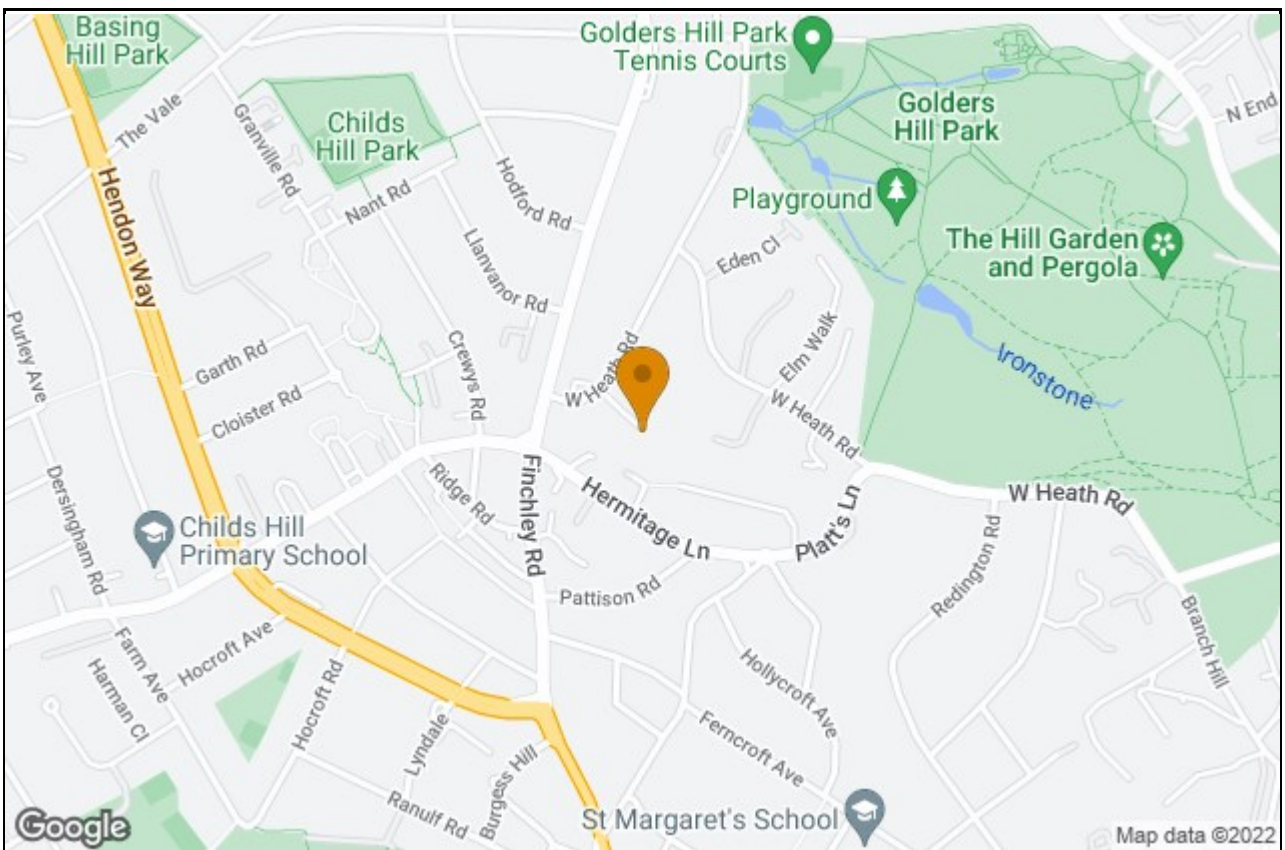 Basing
Hill Park
Golders Hill Park
Tennis Courts
The Vale
Granville Rd
Childs
Hill Park
Golders
Hill Park
N End
Hendon Way
Nant Rd
Hodford Rd
Playground
The Hill Garden
and Pergola
Llanvanor Rd
Eden Cl
Purley Ave
Garth Rd
Crewys Rd
W Heath Rd
Elm Walk
Ironstone
Cloister Rd
W Heath Rd
Dersingham Rd
Ridge Rd
Finchley Rd
Hermitage Ln
Platt's Ln
W Heath Rd
Childs Hill
Primary School
Pattison Rd
Redington Rd
Branch Hill
Farm Ave
Hocroft Ave
Harman Cl
Hocroft Rd
Hollycroft Ave
Lyndale
Burgess Hill
Ferncroft Ave
Ranulf Rd
St Margaret's School
Google
Map data ©2022